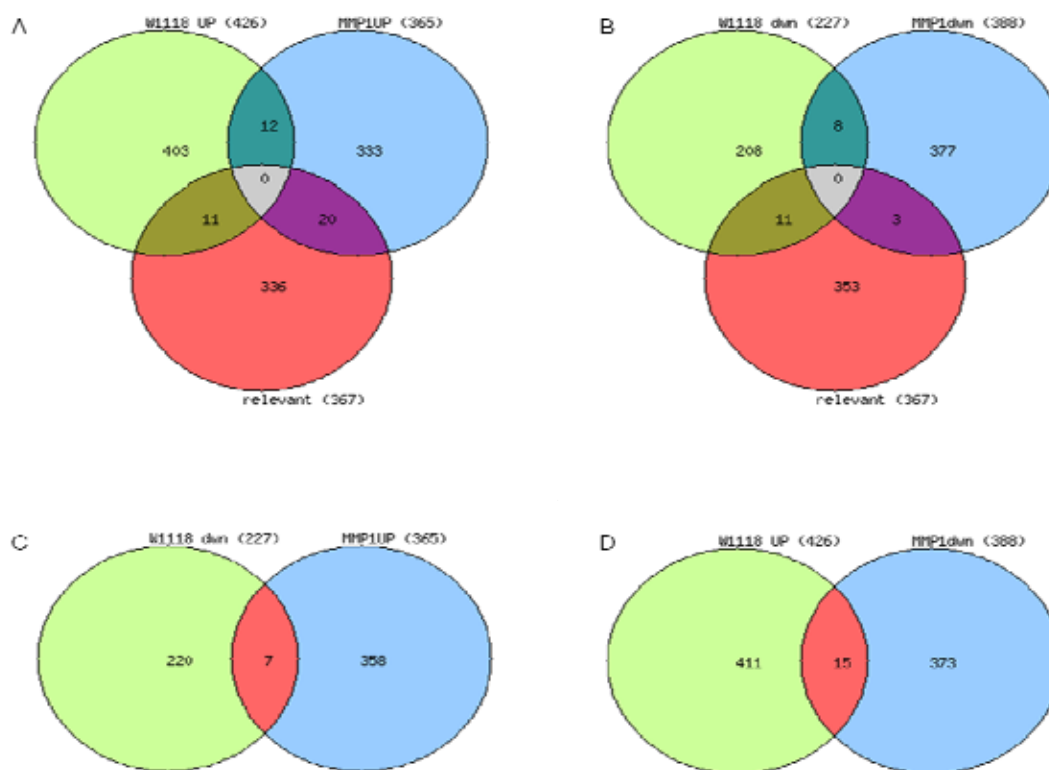 A
W1118 UP (426)
MMP1UP (365)
12
403
333
0
11
20
336
relevant (367)
B
W1118 dwn (227)
MMP1dwn (388)
8
208
377
0
11
3
353
relevant (367)
C
W1118 dwn (227)
MMP1UP (365)
220
7
358
D
W1118 UP (426)
MMP1dwn (388)
411
15
373